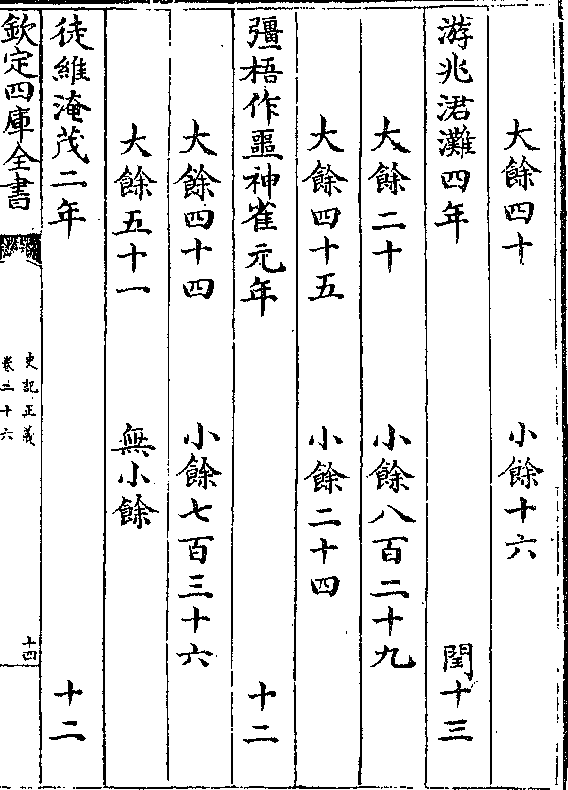 大餘四十 小餘十六
游兆涒灘四年 閏十三
大餘二十 小餘八百二十九
大餘四十五 小餘二十四
彊梧作噩神雀元年 十二
大餘四十四 小餘七百三十六
大餘五十一 無小餘
徒維淹茂二年 十二
欽定四庫全書 史記正義 卷二十六 十四